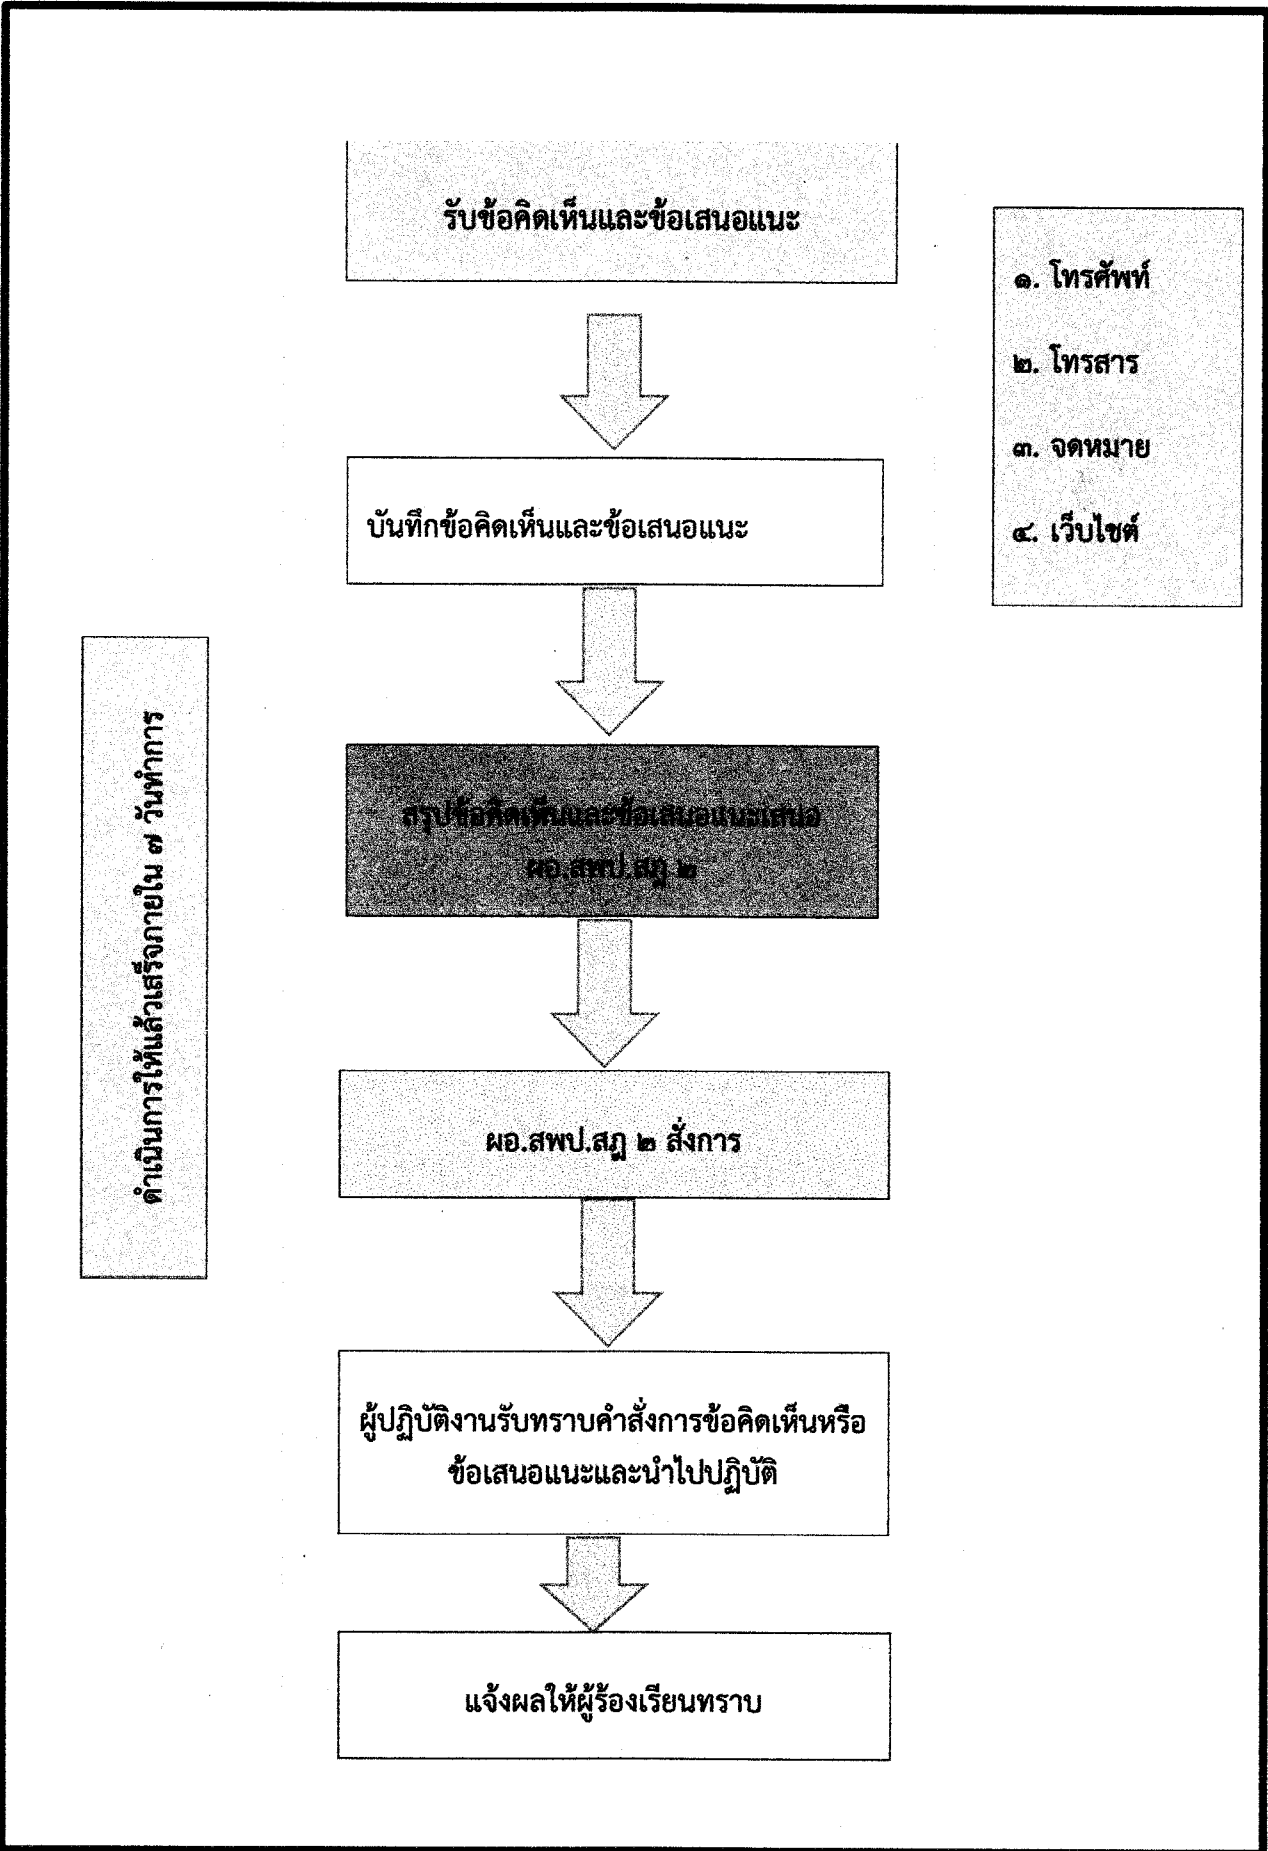 รับข้อคิดเห็นและข้อเสนอแนะ
๑. โทรศัพท์
๒. โทรสาร
๓. จดหมาย
๔. เว็บไซต์
บันทึกข้อคิดเห็นและข้อเสนอแนะ
ดำเนินการให้แล้วเสร็จภายใน ๗ วันทำการ
สรุปข้อคิดเห็นและข้อเสนอแนะเสนอ
ผอ.สพป.สฎ ๒
ผอ.สพป.สฎ ๒ สั่งการ
ผู้ปฏิบัติงานรับทราบคำสั่งการข้อคิดเห็นหรือ
ข้อเสนอแนะและนำไปปฏิบัติ
แจ้งผลให้ผู้ร้องเรียนทราบ